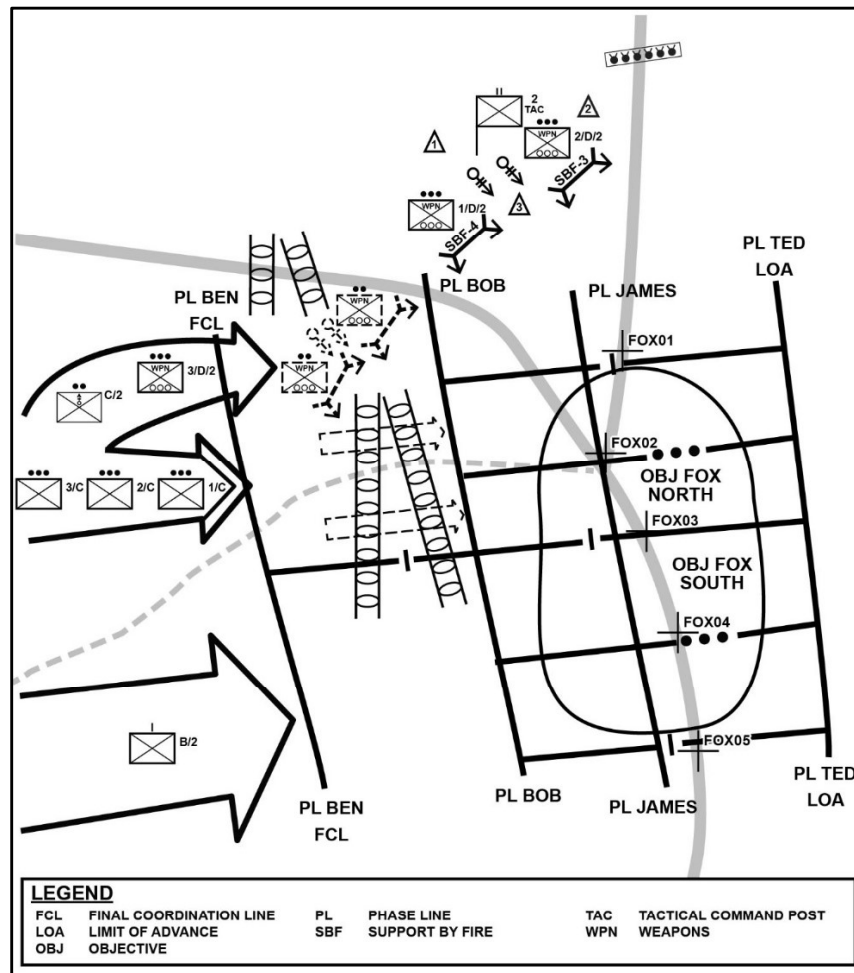 II
2
TAC
2
1
•••
WPN
2/D/2
•••
WPN
1/D/2
3
SBF-3
SBF-4
PL TED
LOA
PL BEN
FCL
PL BOB
PL JAMES
••
WPN
FOX01
•••
WPN
3/D/2
••
WPN
••
C/2
FOX02
OBJ FOX
NORTH
•••
3/C
•••
2/C
•••
1/C
FOX03
OBJ FOX
SOUTH
FOX04
I
B/2
FOX05
PL BEN
FCL
PL BOB
PL JAMES
PL TED
LOA
LEGEND
FCL FINAL COORDINATION LINE PL PHASE LINE TAC TACTICAL COMMAND POST
LOA LIMIT OF ADVANCE SBF SUPPORT BY FIRE WPN WEAPONS
OBJ OBJECTIVE